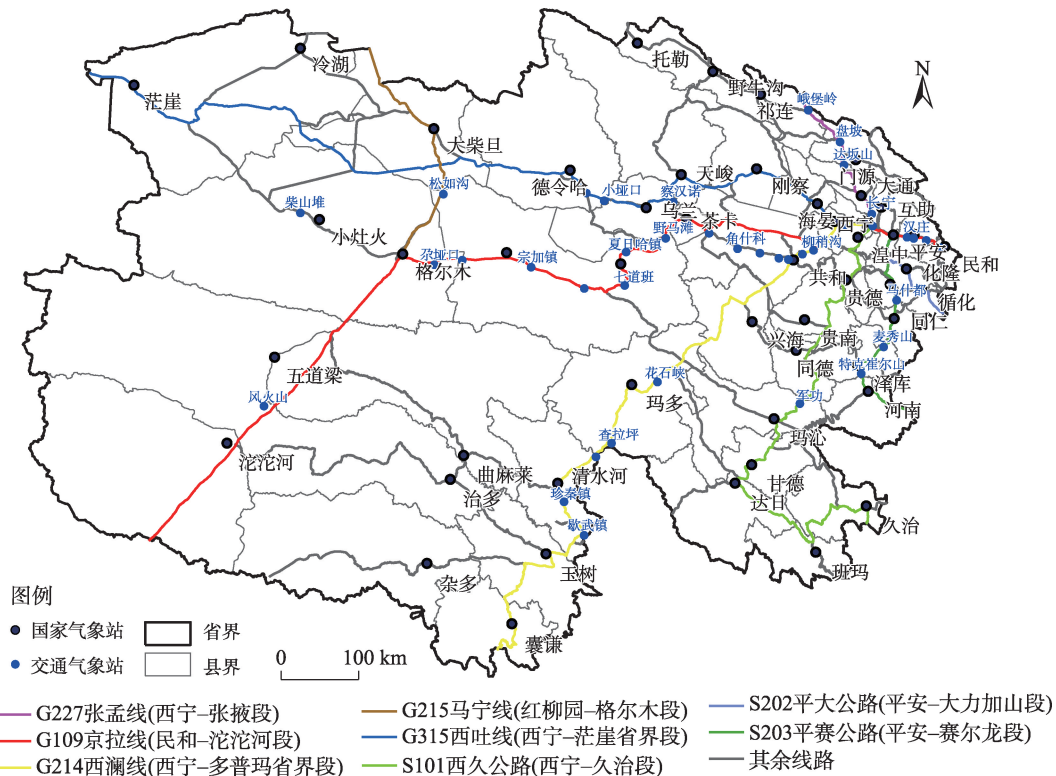 N
冷湖
托勒
野牛沟
祁连
峨堡岭
茫崖
盘坡
大柴旦
达坂山
门源
大通
天峻
刚察
德令哈
小垭口
察汉诺
松如沟
乌兰
茶卡
海晏
西宁
长宁
互助
汉庄
柴山堆
小灶火
野马滩
夏日哈镇
角什科
柳稍沟
湟中
平安
民和
尕垭口
格尔木
宗加镇
七道班
共和
化隆
贵德
马什都
循化
同仁
兴海
贵南
麦秀山
五道梁
同德
特克崔尔山
泽库
风火山
花石峡
玛多
军功
河南
玛沁
沱沱河
查拉坪
曲麻莱
清水河
治多
珍秦镇
甘德
达日
歇武镇
久治
玉树
班玛
杂多
囊谦
图例
国家气象站
省界
交通气象站
县界
0 100 km
G227张孟线(西宁–张掖段)
G215马宁线(红柳园–格尔木段)
S202平大公路(平安–大力加山段)
G109京拉线(民和–沱沱河段)
G315西吐线(西宁–茫崖省界段)
S203平赛公路(平安–赛尔龙段)
G214西澜线(西宁–多普玛省界段)
S101西久公路(西宁–久治段)
其余线路